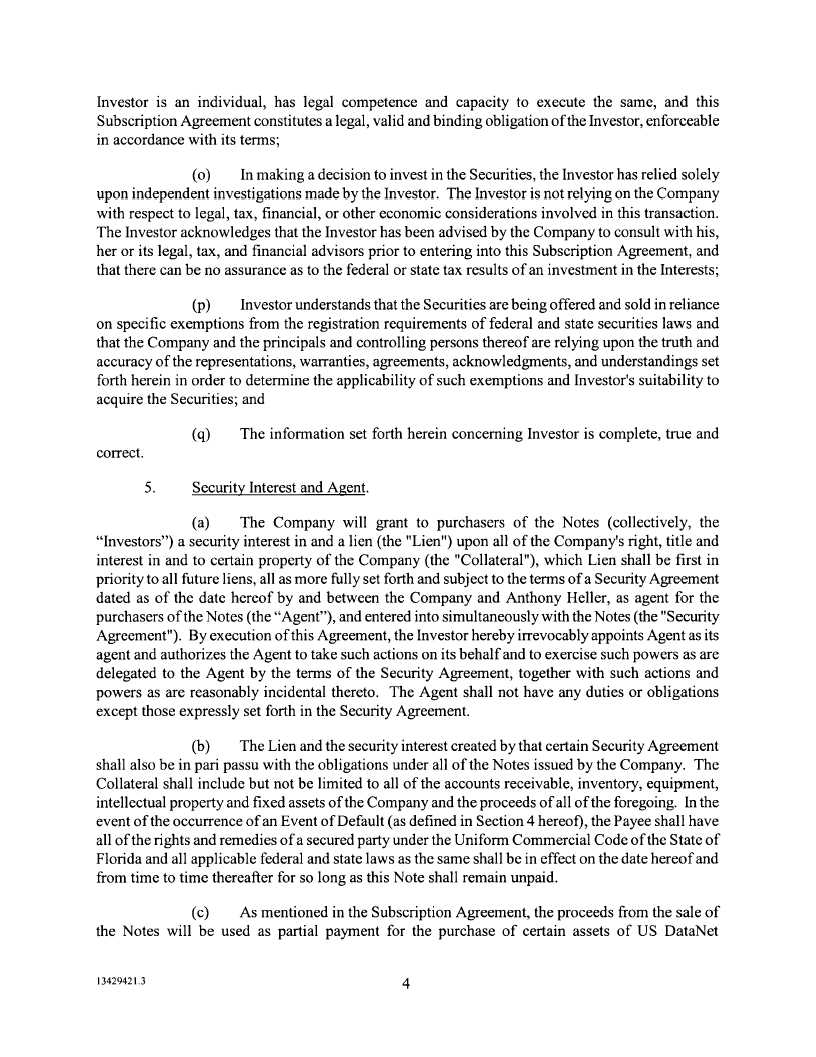 Investor is an individual, has legal competence and capacity to execute the same, and this
Subscription Agreement constitutes a legal, valid and binding obligation of the Investor, enforceable
in accordance with its terms;
(o) In making a decision to invest in the Securities, the Investor has relied solely
upon independent investigations made by the Investor. The Investor is not relying on the Company
with respect to legal, tax, financial, or other economic considerations involved in this transaction.
The Investor acknowledges that the Investor has been advised by the Company to consult with his,
her or its legal, tax, and financial advisors prior to entering into this Subscription Agreement, and
that there can be no assurance as to the federal or state tax results of an investment in the Interests;
(p) Investor understands that the Securities are being offered and sold in reliance
on specific exemptions from the registration requirements of federal and state securities laws and
that the Company and the principals and controlling persons thereof are relying upon the truth and
accuracy of the representations, warranties, agreements, acknowledgments, and understandings set
forth herein in order to determine the applicability of such exemptions and Investor's suitability to
acquire the Securities; and
(q) The information set forth herein concerning Investor is complete, true and
correct.
5. Security Interest and Agent.
(a) The Company will grant to purchasers of the Notes (collectively, the
“Investors”) a security interest in and a lien (the "Lien") upon all of the Company's right, title and
interest in and to certain property of the Company (the "Collateral"), which Lien shall be first in
priority to all future liens, all as more fully set forth and subject to the terms of a Security Agreement
dated as of the date hereof by and between the Company and Anthony Heller, as agent for the
purchasers of the Notes (the “Agent”), and entered into simultaneously with the Notes (the "Security
Agreement"). By execution of this Agreement, the Investor hereby irrevocably appoints Agent as its
agent and authorizes the Agent to take such actions on its behalf and to exercise such powers as are
delegated to the Agent by the terms of the Security Agreement, together with such actions and
powers as are reasonably incidental thereto. The Agent shall not have any duties or obligations
except those expressly set forth in the Security Agreement.
(b) The Lien and the security interest created by that certain Security Agreement
shall also be in pari passu with the obligations under all of the Notes issued by the Company. The
Collateral shall include but not be limited to all of the accounts receivable, inventory, equipment,
intellectual property and fixed assets of the Company and the proceeds of all of the foregoing. In the
event of the occurrence of an Event of Default (as defined in Section 4 hereof), the Payee shall have
all of the rights and remedies of a secured party under the Uniform Commercial Code of the State of
Florida and all applicable federal and state laws as the same shall be in effect on the date hereof and
from time to time thereafter for so long as this Note shall remain unpaid.
(c) As mentioned in the Subscription Agreement, the proceeds from the sale of
the Notes will be used as partial payment for the purchase of certain assets of US DataNet
13429421.3
4